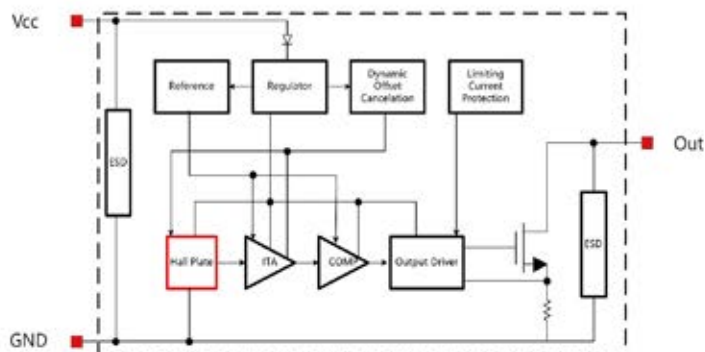 Vcc
Reference
Regulator
Dynamic
Offset
Cancelation
Limiting
Current
Protection
ESD
Out
Hall Plate
ITA
COMP
Output Driver
ESD
GND